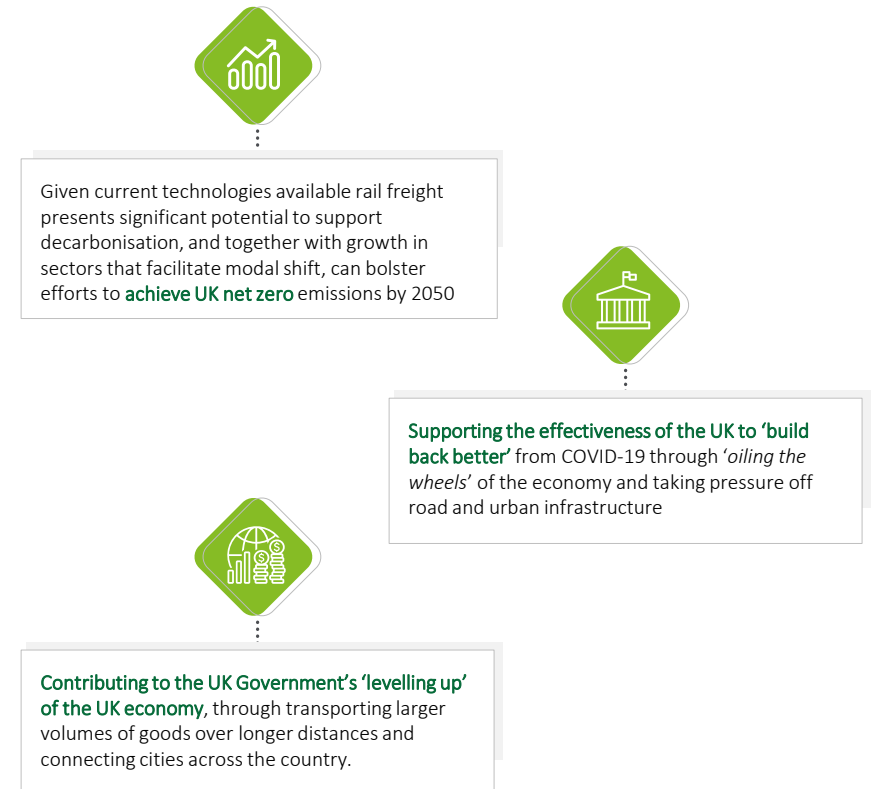 Given current technologies available rail freight
presents significant potential to support
decarbonisation, and together with growth in
sectors that facilitate modal shift, can bolster
efforts to achieve UK net zero emissions by 2050
Supporting the effectiveness of the UK to ‘build
back better’ from COVID-19 through ‘oiling the
wheels’ of the economy and taking pressure off
road and urban infrastructure
Contributing to the UK Government’s ‘levelling up’
of the UK economy, through transporting larger
volumes of goods over longer distances and
connecting cities across the country.